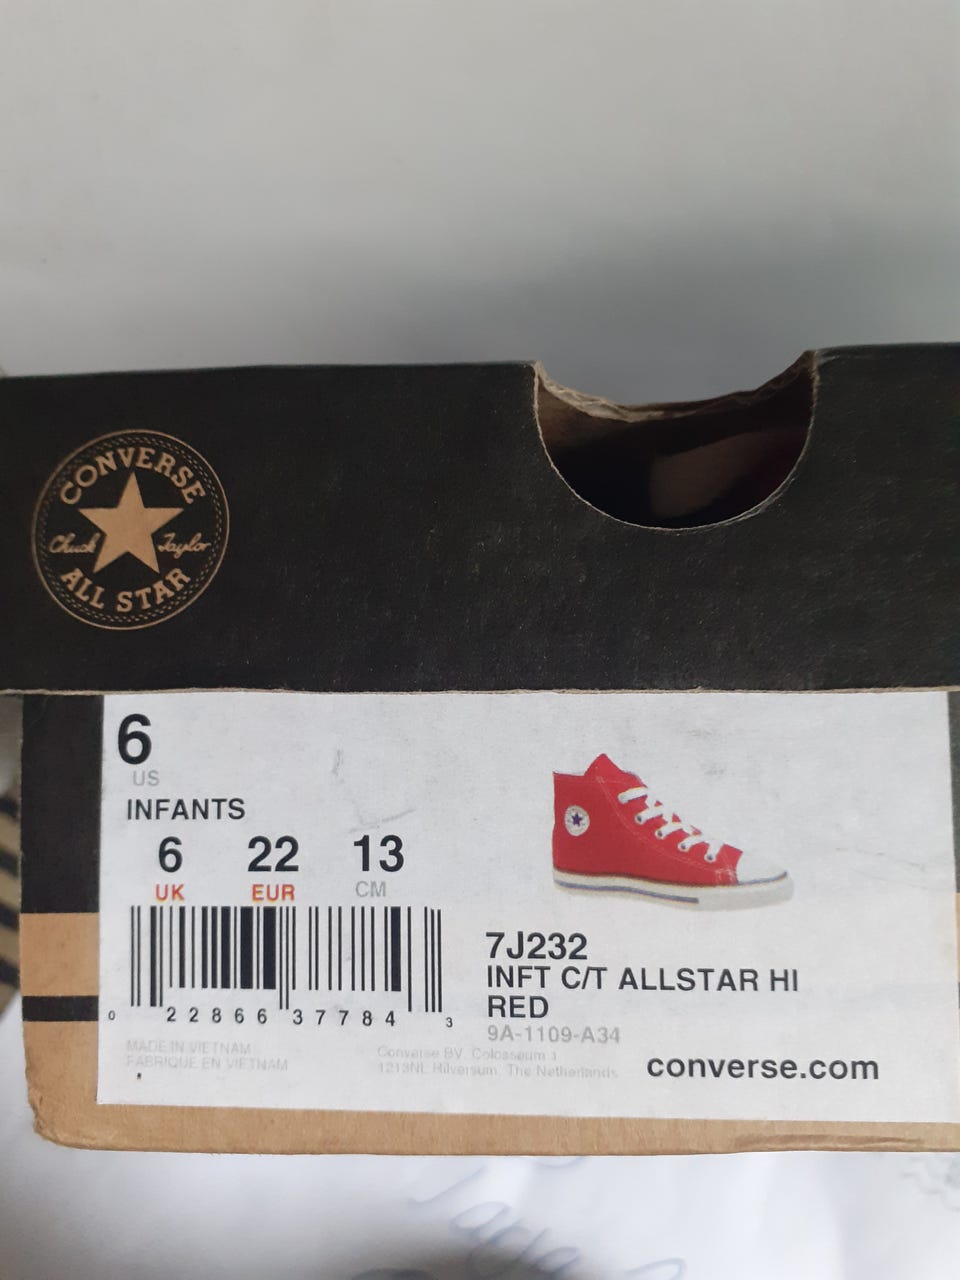 CONVERSE
Chuck Taylor
ALL STAR
6
US
INFANTS
6 22 13
UK EUR CM
0 22866 37784 3
7J232
INFT C/T ALLSTAR HI
RED
9A-1109-A34
MADE IN VIETNAM
FABRIQUE EN VIETNAM
Converse BV. Colosseum 1
1213NL Hilversum, The Netherlands
converse.com